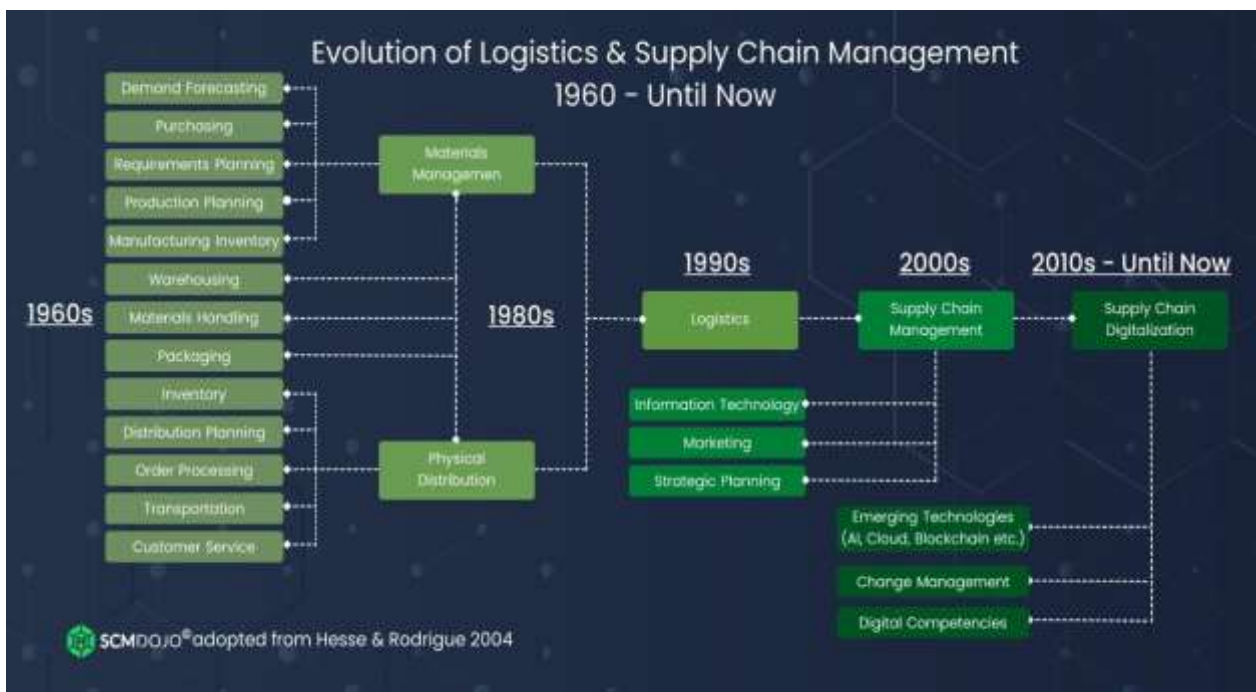 Evolution of Logistics & Supply Chain Management
1960 - Until Now
Demand Forecasting
Purchasing
Requirements Planning
Production Planning
Manufacturing Inventory
Warehousing
Materials Handling
Packaging
Inventory
Distribution Planning
Order Processing
Transportation
Customer Service
1960s
Materials
Managemen
Physical
Distribution
1980s
1990s
Logistics
2000s
Supply Chain
Management
Information Technology
Marketing
Strategic Planning
2010s - Until Now
Supply Chain
Digitalization
Emerging Technologies
(AI, Cloud, Blockchain etc.)
Change Management
Digital Competencies
SCMDOJO® adopted from Hesse & Rodrigue 2004